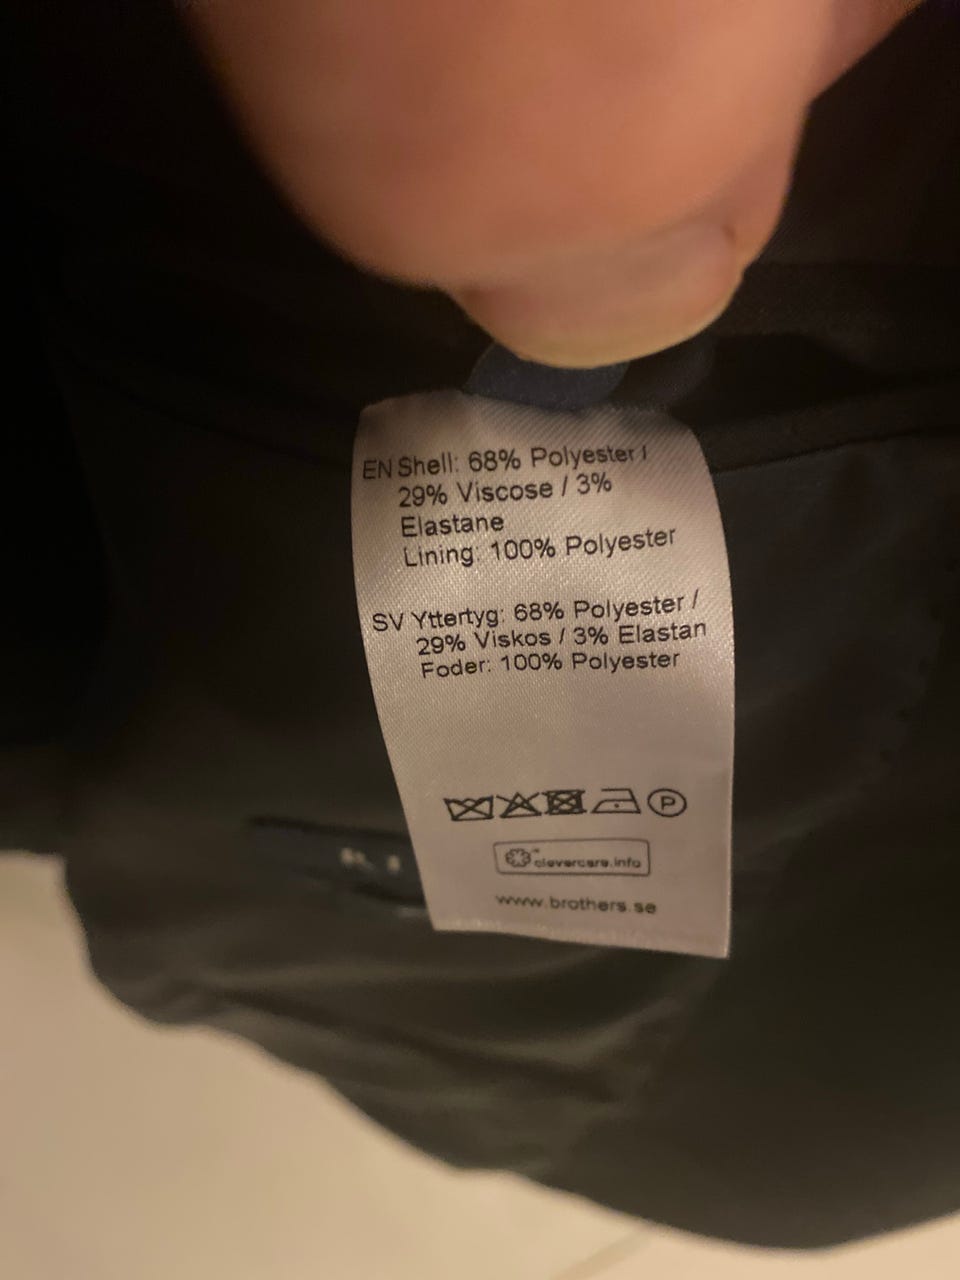 EN Shell: 68% Polyester /
29% Viscose / 3%
Elastane
Lining: 100% Polyester
SV Yttertyg: 68% Polyester /
29% Viskos / 3% Elastan
Foder: 100% Polyester
P
clevercare.info
www.brothers.se